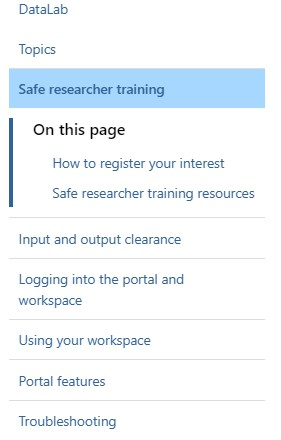 DataLab
Topics
Safe researcher training
On this page
How to register your interest
Safe researcher training resources
Input and output clearance
Logging into the portal and
workspace
Using your workspace
Portal features
Troubleshooting